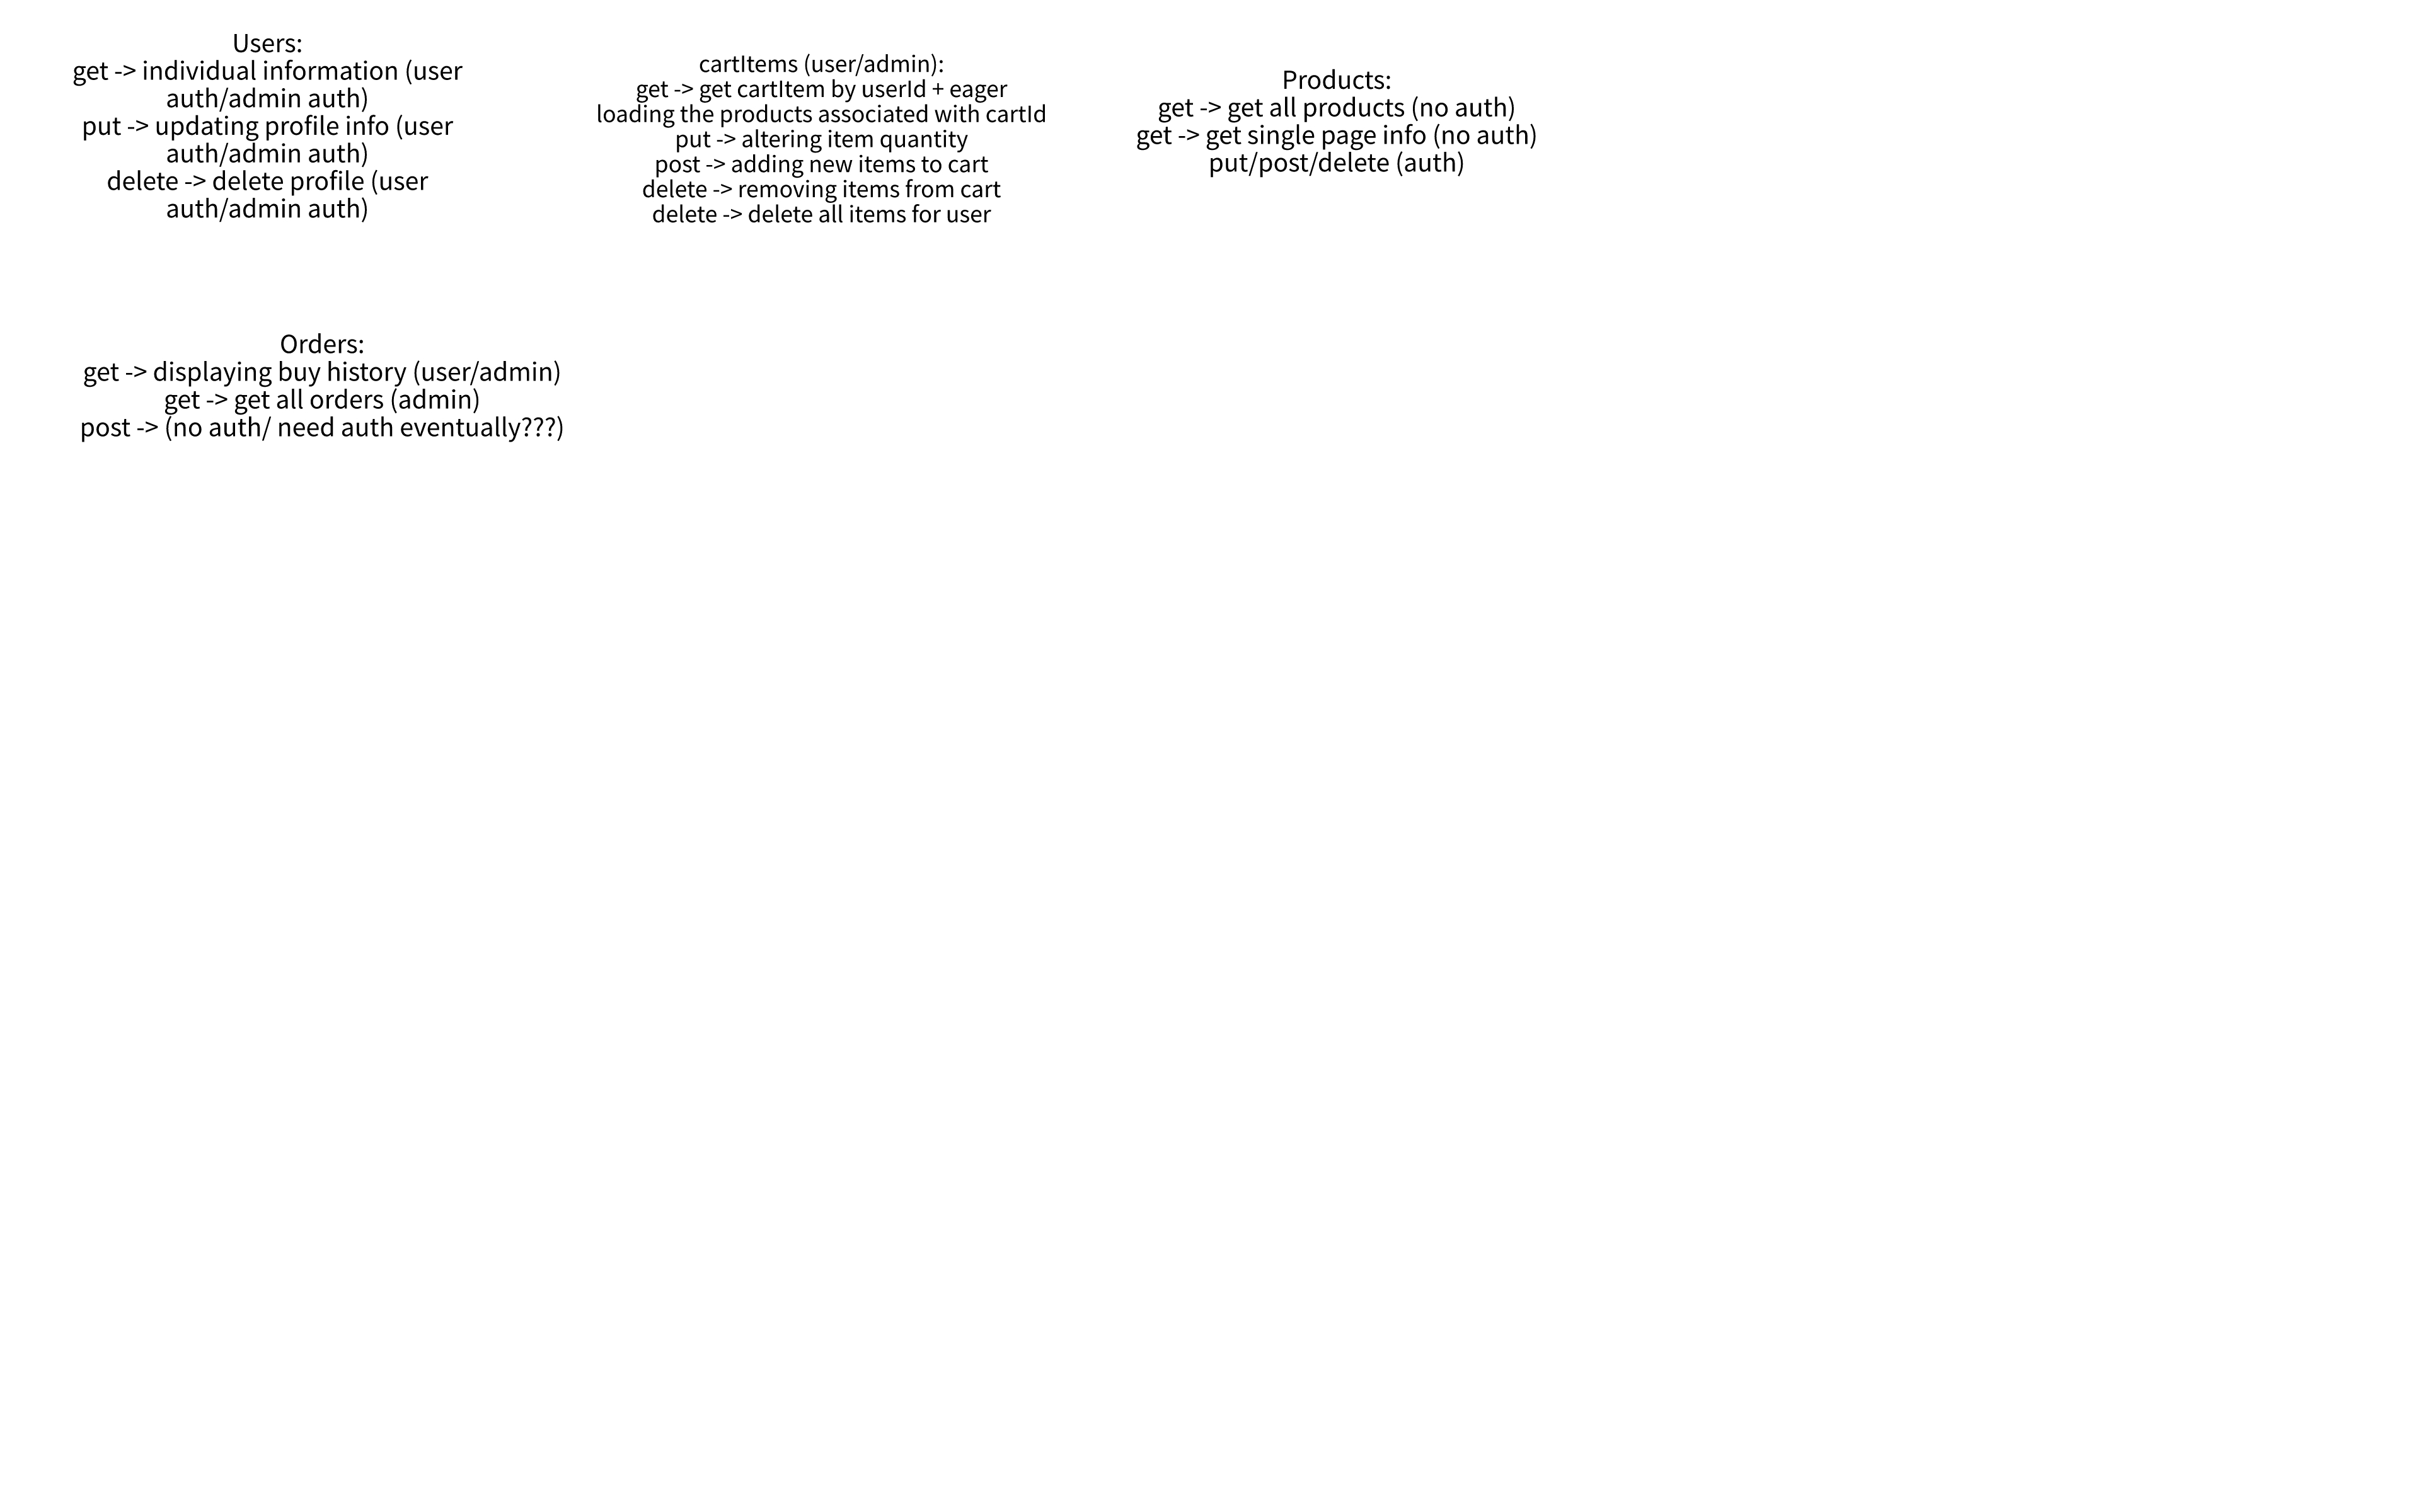 Users:
get -> individual information (user
auth/admin auth)
put -> updating profile info (user
auth/admin auth)
delete -> delete profile (user
auth/admin auth)
cartItems (user/admin):
get -> get cartItem by userId + eager
loading the products associated with cartId
put -> altering item quantity
post -> adding new items to cart
delete -> removing items from cart
delete -> delete all items for user
Products:
get -> get all products (no auth)
get -> get single page info (no auth)
put/post/delete (auth)
Orders:
get -> displaying buy history (user/admin)
get -> get all orders (admin)
post -> (no auth/ need auth eventually???)